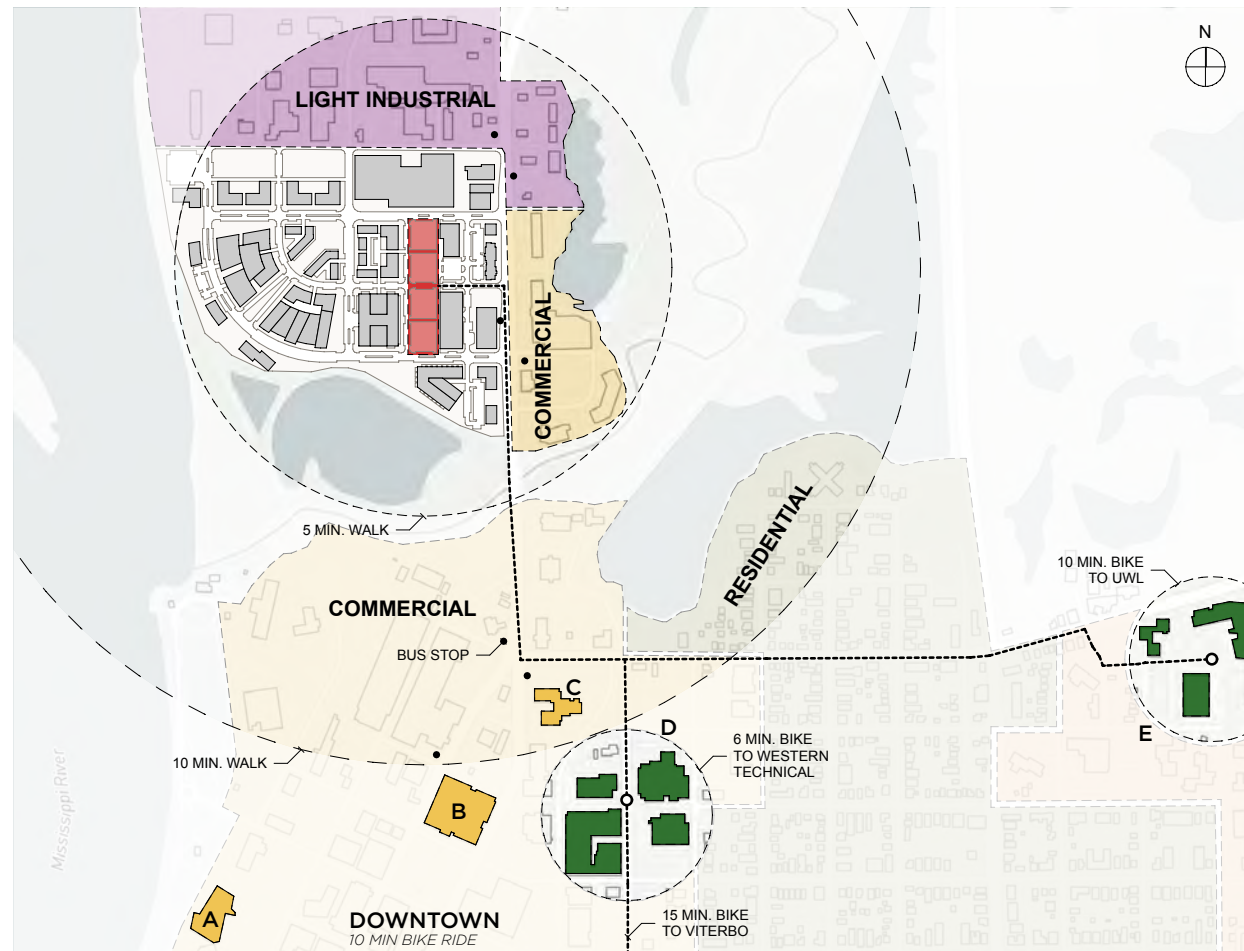 N
LIGHT INDUSTRIAL
COMMERCIAL
5 MIN. WALK
RESIDENTIAL
10 MIN. BIKE
TO UWL
COMMERCIAL
BUS STOP
C
D
E
6 MIN. BIKE
TO WESTERN
TECHNICAL
10 MIN. WALK
Mississippi River
B
A
DOWNTOWN
10 MIN BIKE RIDE
15 MIN. BIKE
TO VITERBO